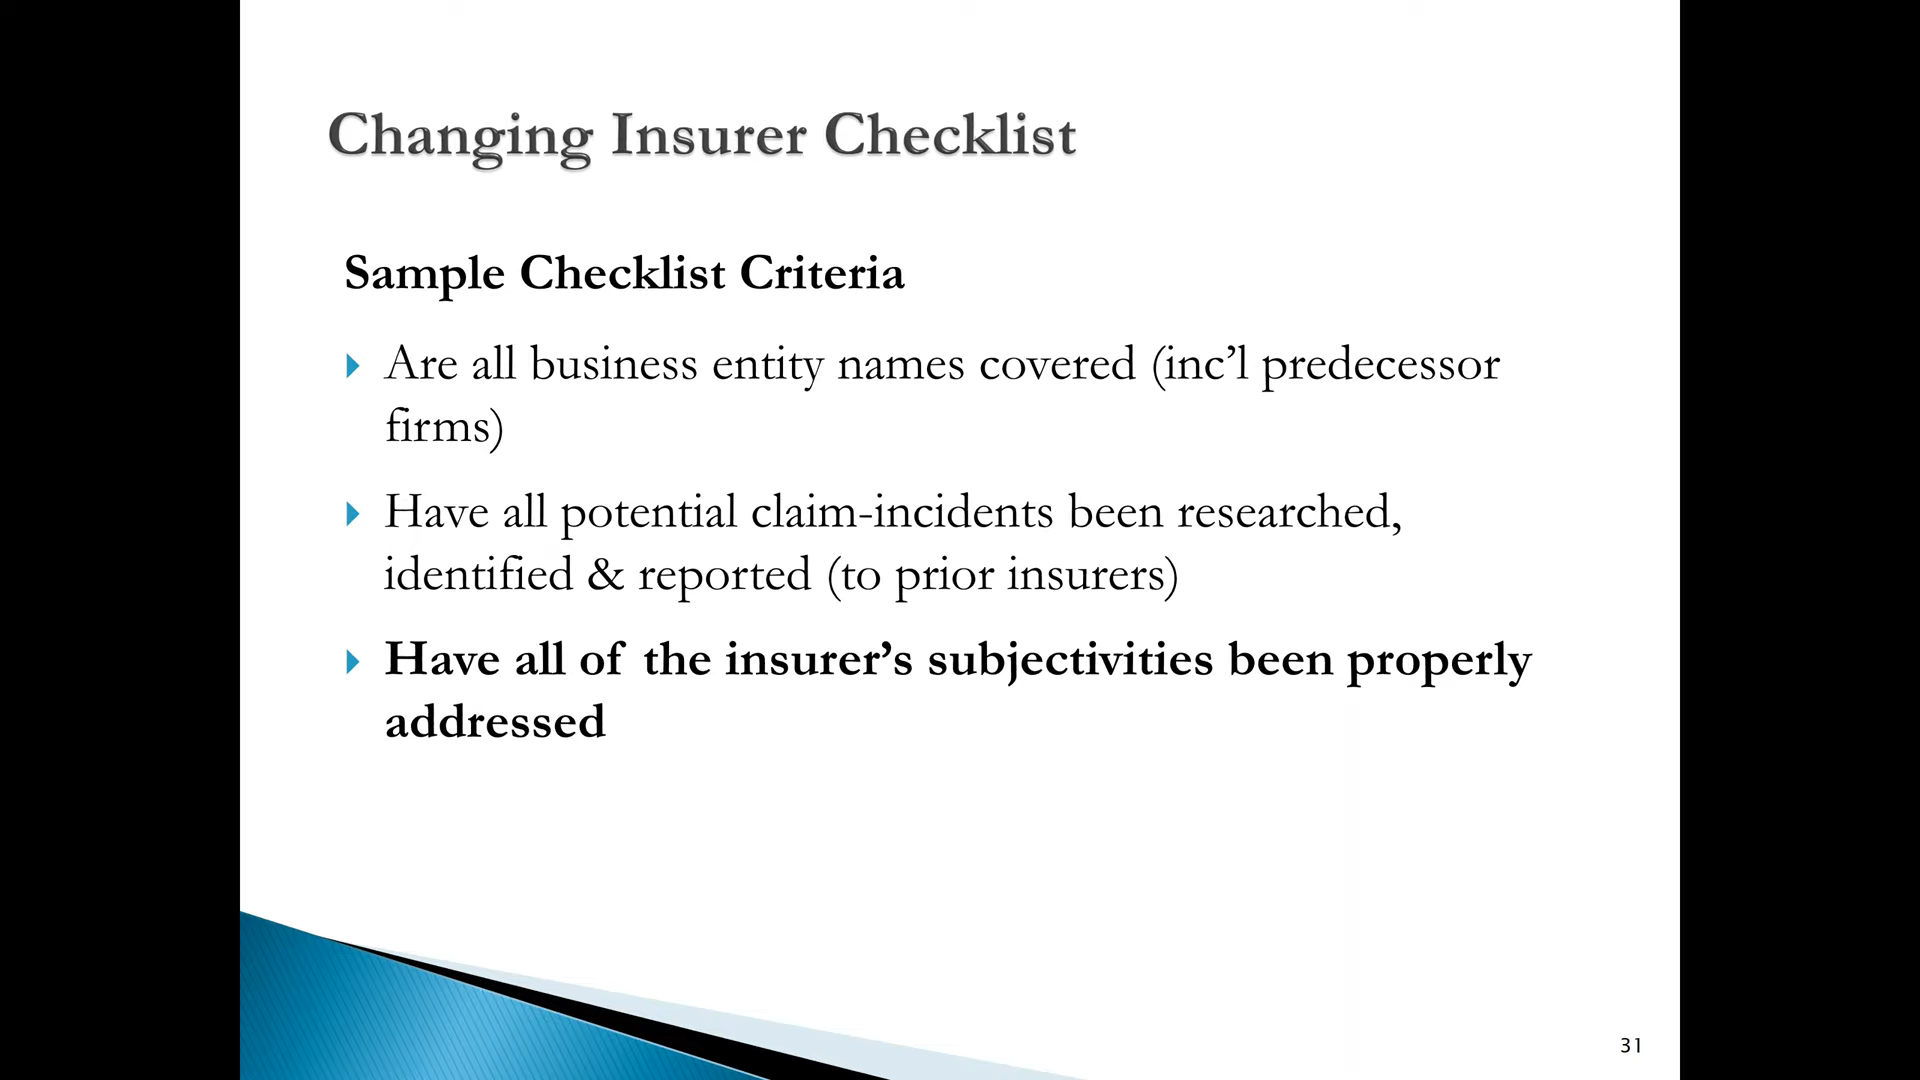 Changing Insurer Checklist
Sample Checklist Criteria
Are all business entity names covered (inc’l predecessor
firms)
Have all potential claim-incidents been researched,
identified & reported (to prior insurers)
Have all of the insurer’s subjectivities been properly
addressed
31